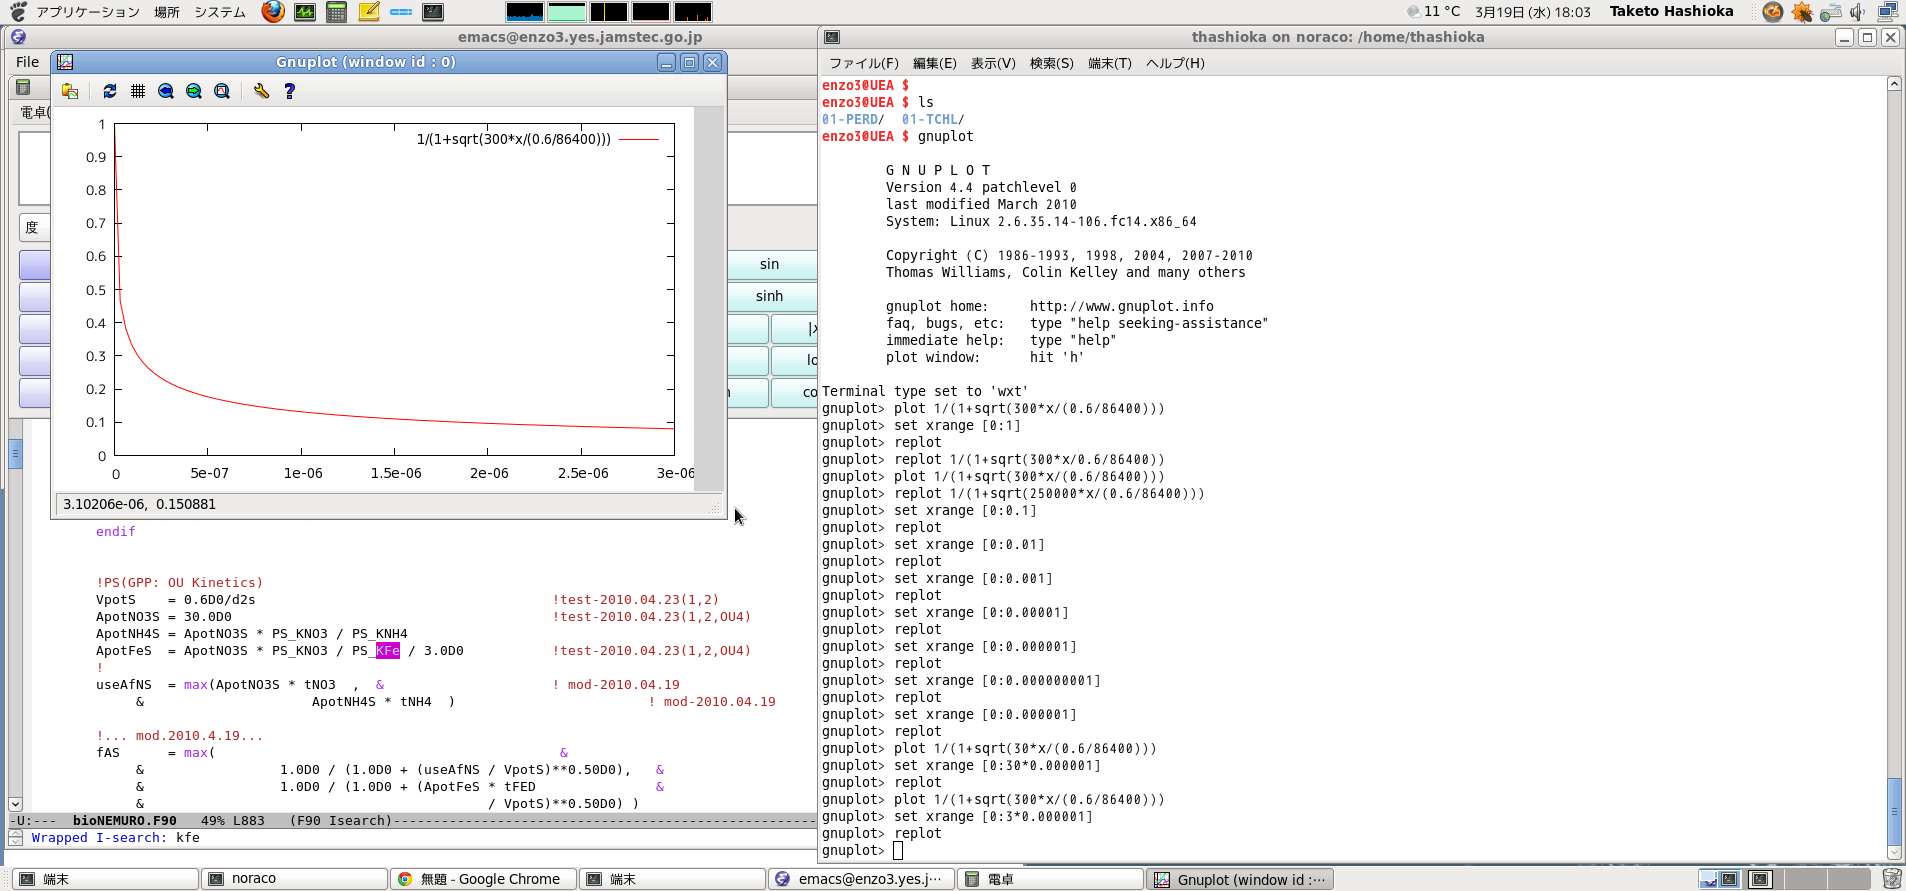 アプリケーション 場所 システム
11 °C 3月19日 (水) 18:03 Taketo Hashioka
emacs@enzo3.yes.jamstec.go.jp
File
電卓(
度
sin
sinh
Gnuplot (window id : 0)
1/(1+sqrt(300*x/(0.6/86400)))
1
0.9
0.8
0.7
0.6
0.5
0.4
0.3
0.2
0.1
0
0 5e-07 1e-06 1.5e-06 2e-06 2.5e-06 3e-06
3.10206e-06, 0.150881
endif
!PS(GPP: OU Kinetics)
VpotS = 0.6D0/d2s !test-2010.04.23(1,2)
ApotNO3S = 30.0D0 !test-2010.04.23(1,2,OU4)
ApotNH4S = ApotNO3S * PS_KNO3 / PS_KNH4
ApotFeS = ApotNO3S * PS_KNO3 / PS_KFe / 3.0D0 !test-2010.04.23(1,2,OU4)
!
useAfNS = max(ApotNO3S * tNO3 , & ! mod-2010.04.19
& ApotNH4S * tNH4 ) ! mod-2010.04.19
!... mod.2010.4.19...
fAS = max( &
& 1.0D0 / (1.0D0 + (useAfNS / VpotS)**0.50D0), &
& 1.0D0 / (1.0D0 + (ApotFeS * tFED &
& / VpotS)**0.50D0) )
-U:--- bioNEMURO.F90 49% L883 (F90 Isearch)
Wrapped I-search: kfe
thashioka on noraco: /home/thashioka
ファイル(F) 編集(E) 表示(V) 検索(S) 端末(T) ヘルプ(H)
enzo3@UEA $
enzo3@UEA $ ls
01-PERD/ 01-TCHL/
enzo3@UEA $ gnuplot
G N U P L O T
Version 4.4 patchlevel 0
last modified March 2010
System: Linux 2.6.35.14-106.fc14.x86_64
Copyright (C) 1986-1993, 1998, 2004, 2007-2010
Thomas Williams, Colin Kelley and many others
gnuplot home: http://www.gnuplot.info
faq, bugs, etc: type "help seeking-assistance"
immediate help: type "help"
plot window: hit 'h'
Terminal type set to 'wxt'
gnuplot> plot 1/(1+sqrt(300*x/(0.6/86400)))
gnuplot> set xrange [0:1]
gnuplot> replot
gnuplot> replot 1/(1+sqrt(300*x/0.6/86400))
gnuplot> plot 1/(1+sqrt(300*x/(0.6/86400)))
gnuplot> replot 1/(1+sqrt(250000*x/(0.6/86400)))
gnuplot> set xrange [0:0.1]
gnuplot> replot
gnuplot> set xrange [0:0.01]
gnuplot> replot
gnuplot> set xrange [0:0.001]
gnuplot> replot
gnuplot> set xrange [0:0.00001]
gnuplot> replot
gnuplot> set xrange [0:0.000001]
gnuplot> replot
gnuplot> set xrange [0:0.000000001]
gnuplot> replot
gnuplot> set xrange [0:0.000001]
gnuplot> replot
gnuplot> plot 1/(1+sqrt(30*x/(0.6/86400)))
gnuplot> set xrange [0:30*0.000001]
gnuplot> replot
gnuplot> plot 1/(1+sqrt(300*x/(0.6/86400)))
gnuplot> set xrange [0:3*0.000001]
gnuplot> replot
gnuplot>
端末 noraco 無題 - Google Chrome 端末 emacs@enzo3.yes.j··· 電卓 Gnuplot (window id :···